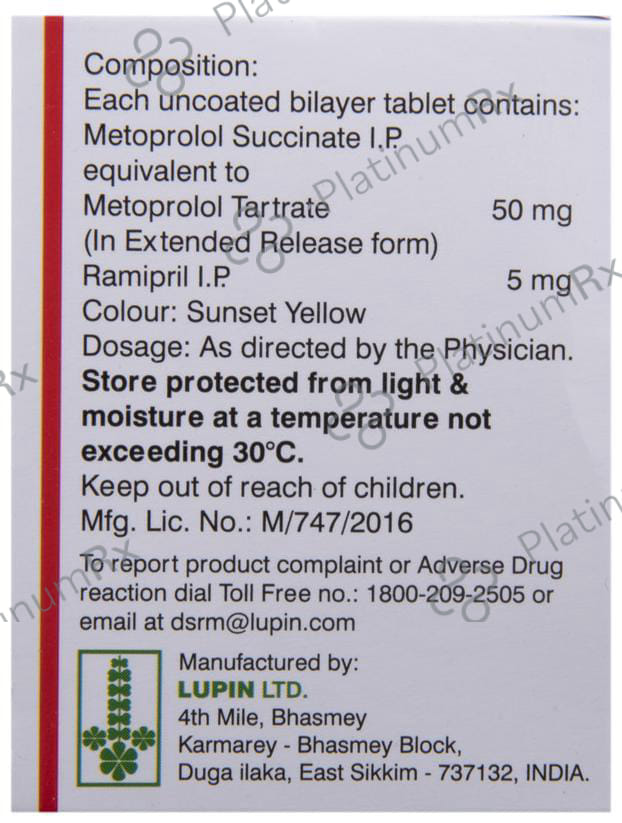 Composition:
Each uncoated bilayer tablet contains:
Metoprolol Succinate I.P.
equivalent to
Metoprolol Tartrate 50 mg
(In Extended Release form)
Ramipril I.P. 5 mg
Colour: Sunset Yellow
Dosage: As directed by the Physician.
Store protected from light &
moisture at a temperature not
exceeding 30°C.
Keep out of reach of children.
Mfg. Lic. No.: M/747/2016
To report product complaint or Adverse Drug
reaction dial Toll Free no.: 1800-209-2505 or
email at dsrm@lupin.com
Manufactured by:
LUPIN LTD.
4th Mile, Bhasmey
Karmarey - Bhasmey Block,
Duga ilaka, East Sikkim - 737132, INDIA.
PlatinumRx
PlatinumRx